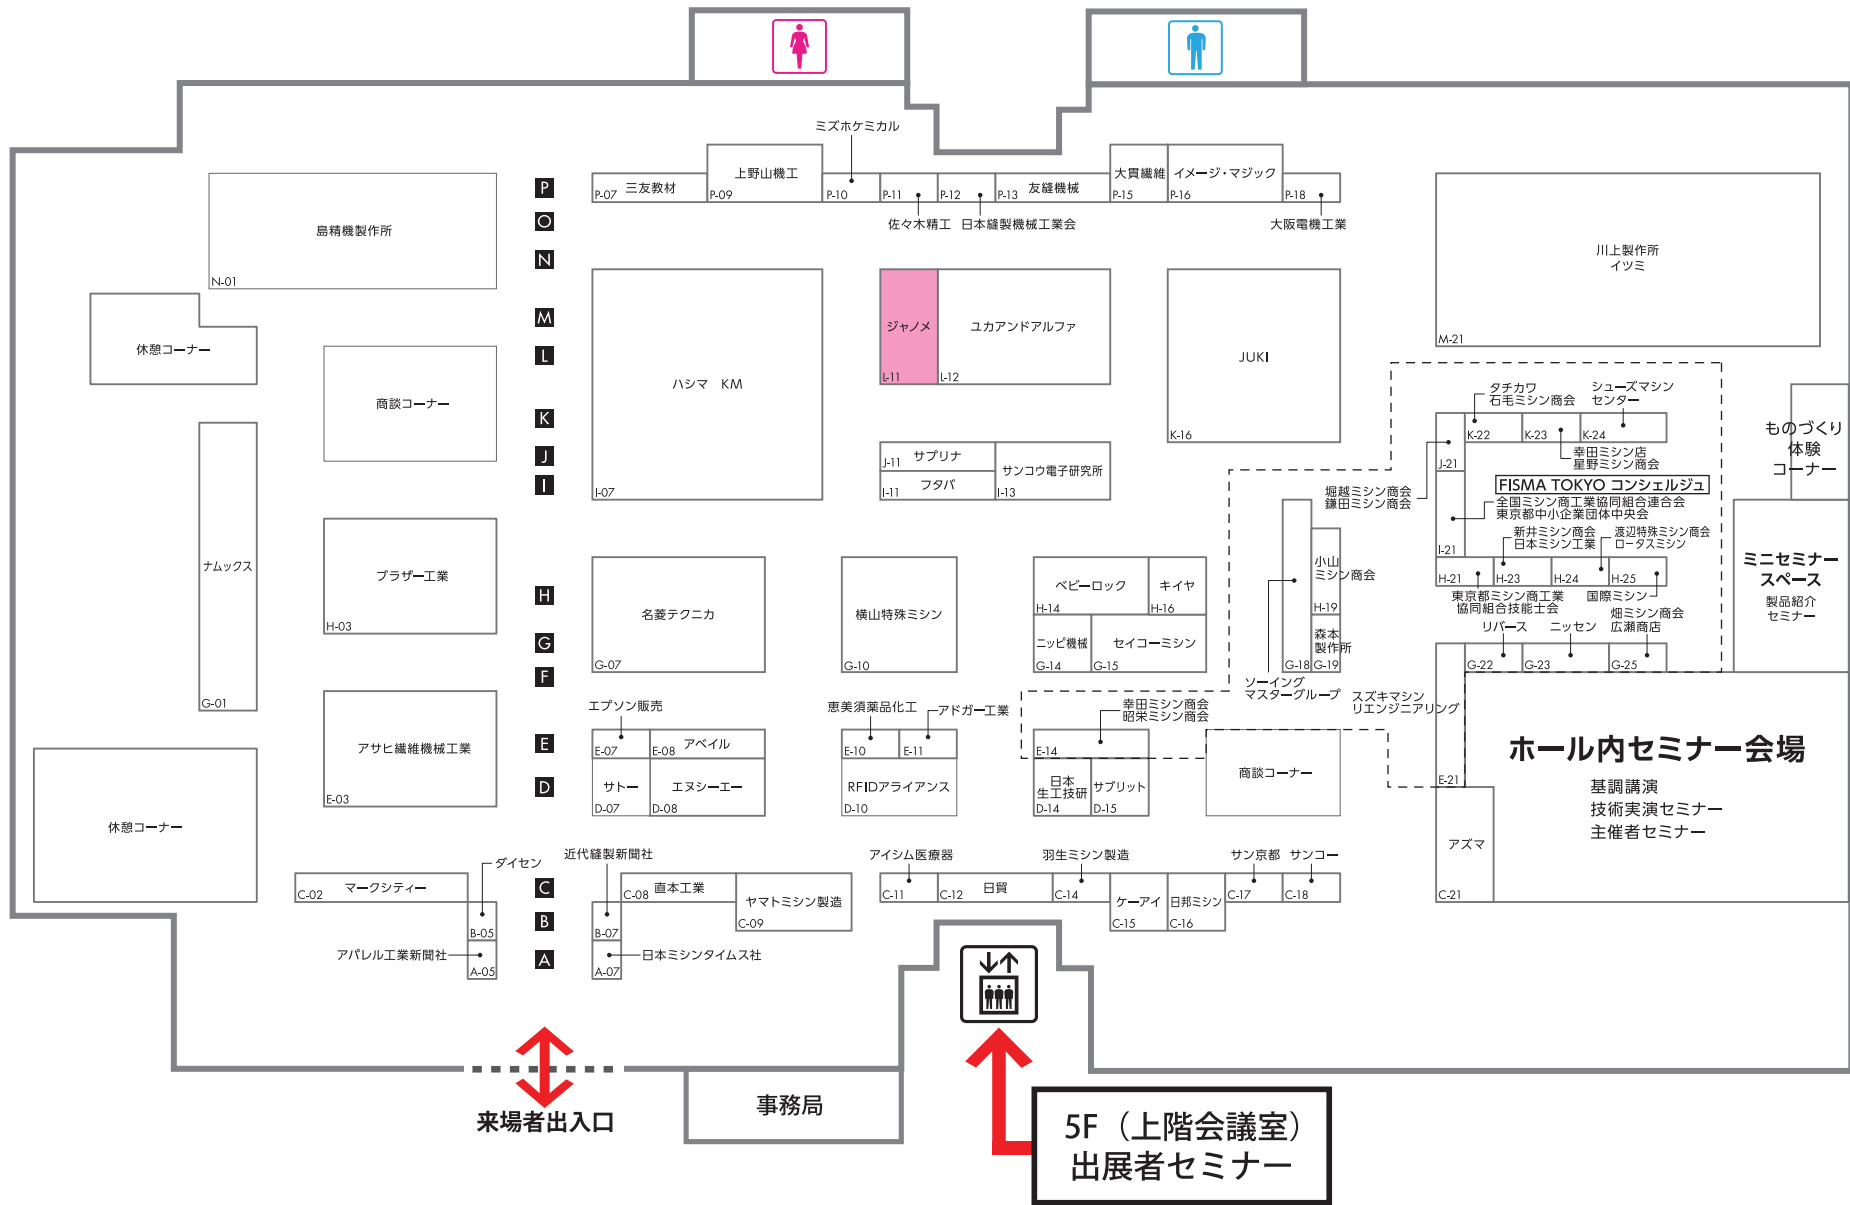 ミズホケミカル
P
P-07
三友教材
P-09
上野山機工
P-10
P-11
P-12
P-13
友縫機械
P-15
大貫繊維
P-16
イメージ・マジック
P-18
O
佐々木精工
日本縫製機械工業会
大阪電機工業
島精機製作所
N-01
N
川上製作所
イツミ
M-21
M
L
休憩コーナー
商談コーナー
ハシマ KM
I-07
ジャノメ
L-11
ユカアンドアルファ
L-12
JUKI
K-16
K
J
I
J-11
サプリナ
I-11
フタバ
サンコウ電子研究所
I-13
タチカワ
石毛ミシン商会
シューズマシン
センター
K-22
K-23
K-24
J-21
幸田ミシン店
星野ミシン商会
堀越ミシン商会
鎌田ミシン商会
FISMA TOKYO コンシェルジュ
全国ミシン商工業協同組合連合会
東京都中小企業団体中央会
新井ミシン商会
日本ミシン工業
渡辺特殊ミシン商会
ロータスミシン
I-21
H-21
H-23
H-24
H-25
東京都ミシン商工業
協同組合技能士会
国際ミシン
畑ミシン商会
広瀬商店
リバース
ニッセン
G-22
G-23
G-25
ものづくり
体験
コーナー
ミニセミナー
スペース
製品紹介
セミナー
ナムックス
G-01
ブラザー工業
H-03
H
G
F
名菱テクニカ
G-07
横山特殊ミシン
G-10
ベビーロック
H-14
キイヤ
H-16
ニッピ機械
G-14
セイコーミシン
G-15
小山
ミシン商会
H-19
森本
製作所
G-18
G-19
ソーイング
マスターグループ
スズキマシン
リエンジニアリング
E-21
アサヒ繊維機械工業
E-03
エプソン販売
E
E-07
E-08
アベイル
恵美須薬品化工
アドガー工業
E-10
E-11
幸田ミシン商会
昭栄ミシン商会
E-14
D
サトー
D-07
エヌシーエー
D-08
RFIDアライアンス
D-10
日本
生工技研
D-14
サブリット
D-15
商談コーナー
ホール内セミナー会場
基調講演
技術実演セミナー
主催者セミナー
アズマ
C-21
休憩コーナー
ダイセン
近代縫製新聞社
アイシム医療器
羽生ミシン製造
サン京都
サンコー
C-02
マークシティー
C
C-08
直本工業
ヤマトミシン製造
C-09
C-11
C-12
日貿
C-14
ケーアイ
C-15
日邦ミシン
C-16
C-17
C-18
B-05
B
B-07
アパレル工業新聞社
A-05
A
A-07
日本ミシンタイムス社
来場者出入口
事務局
5F（上階会議室）
出展者セミナー